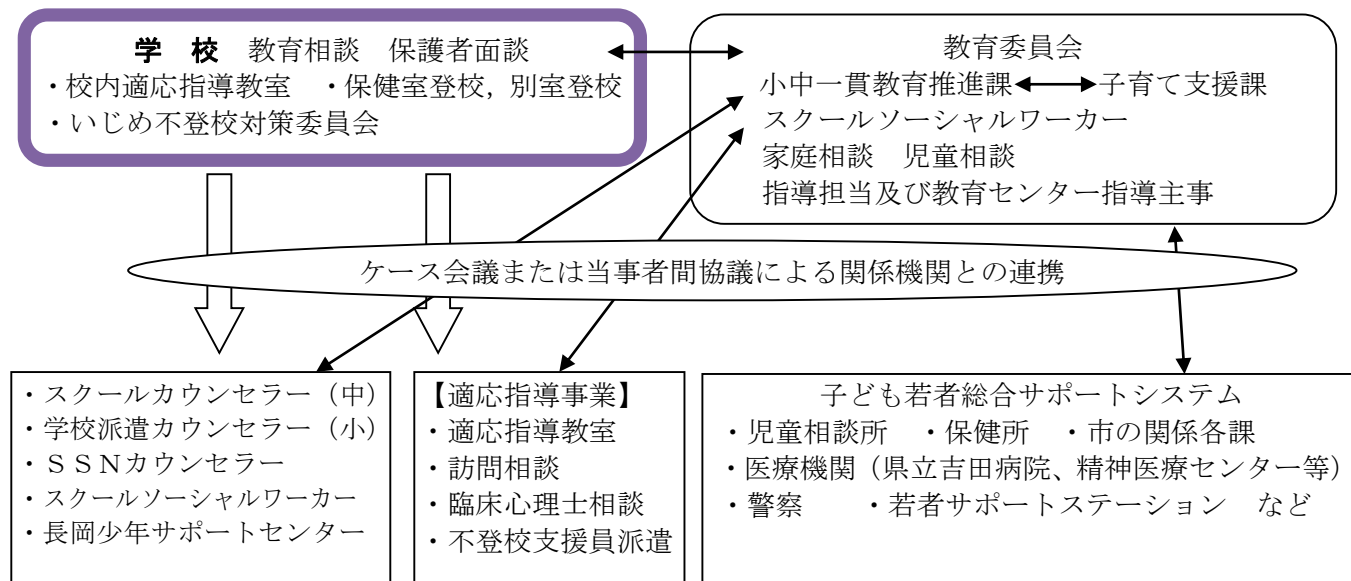 学　校　教育相談　保護者面談
・校内適応指導教室　・保健室登校，別室登校
・いじめ不登校対策委員会
教育委員会
小中一貫教育推進課　子育て支援課
スクールソーシャルワーカー
家庭相談　児童相談
指導担当及び教育センター指導主事
ケース会議または当事者間協議による関係機関との連携
・スクールカウンセラー（中）
・学校派遣カウンセラー（小）
・ＳＳＮカウンセラー
・スクールソーシャルワーカー
・長岡少年サポートセンター
【適応指導事業】
・適応指導教室
・訪問相談
・臨床心理士相談
・不登校支援員派遣
子ども若者総合サポートシステム
・児童相談所　・保健所　・市の関係各課
・医療機関（県立吉田病院、精神医療センター等）
・警察　　・若者サポートステーション　など